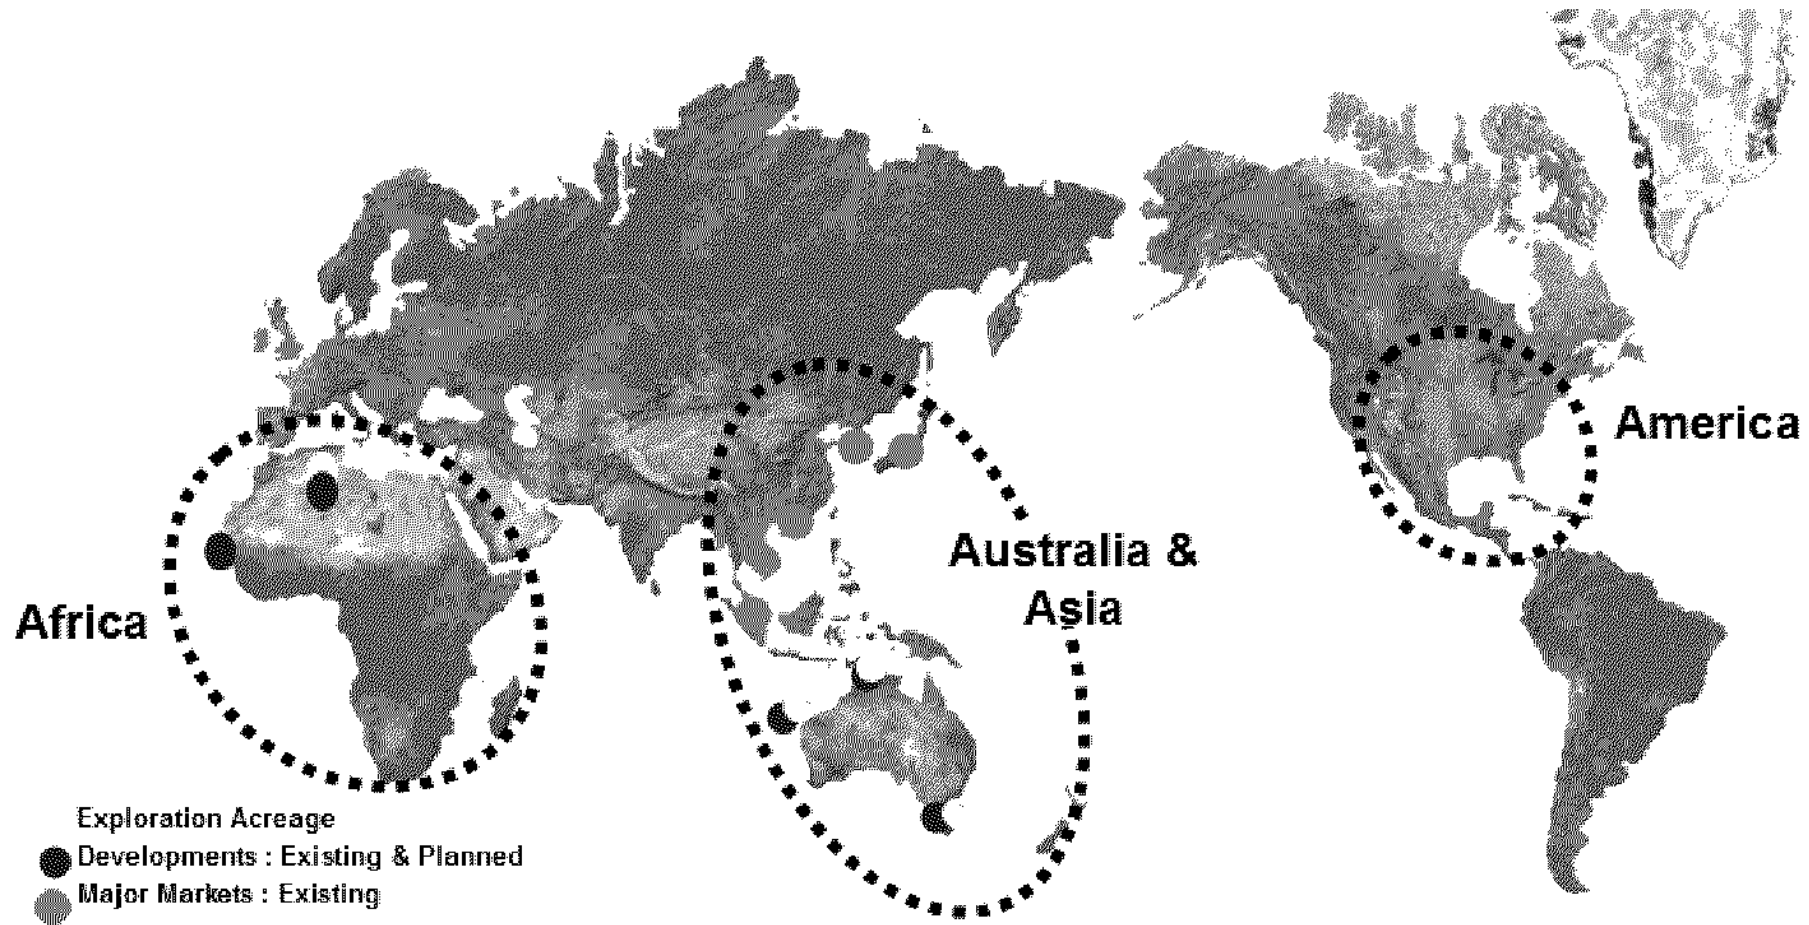 America
Australia &
Asia
Africa
Exploration Acreage
Developments : Existing & Planned
Major Markets : Existing